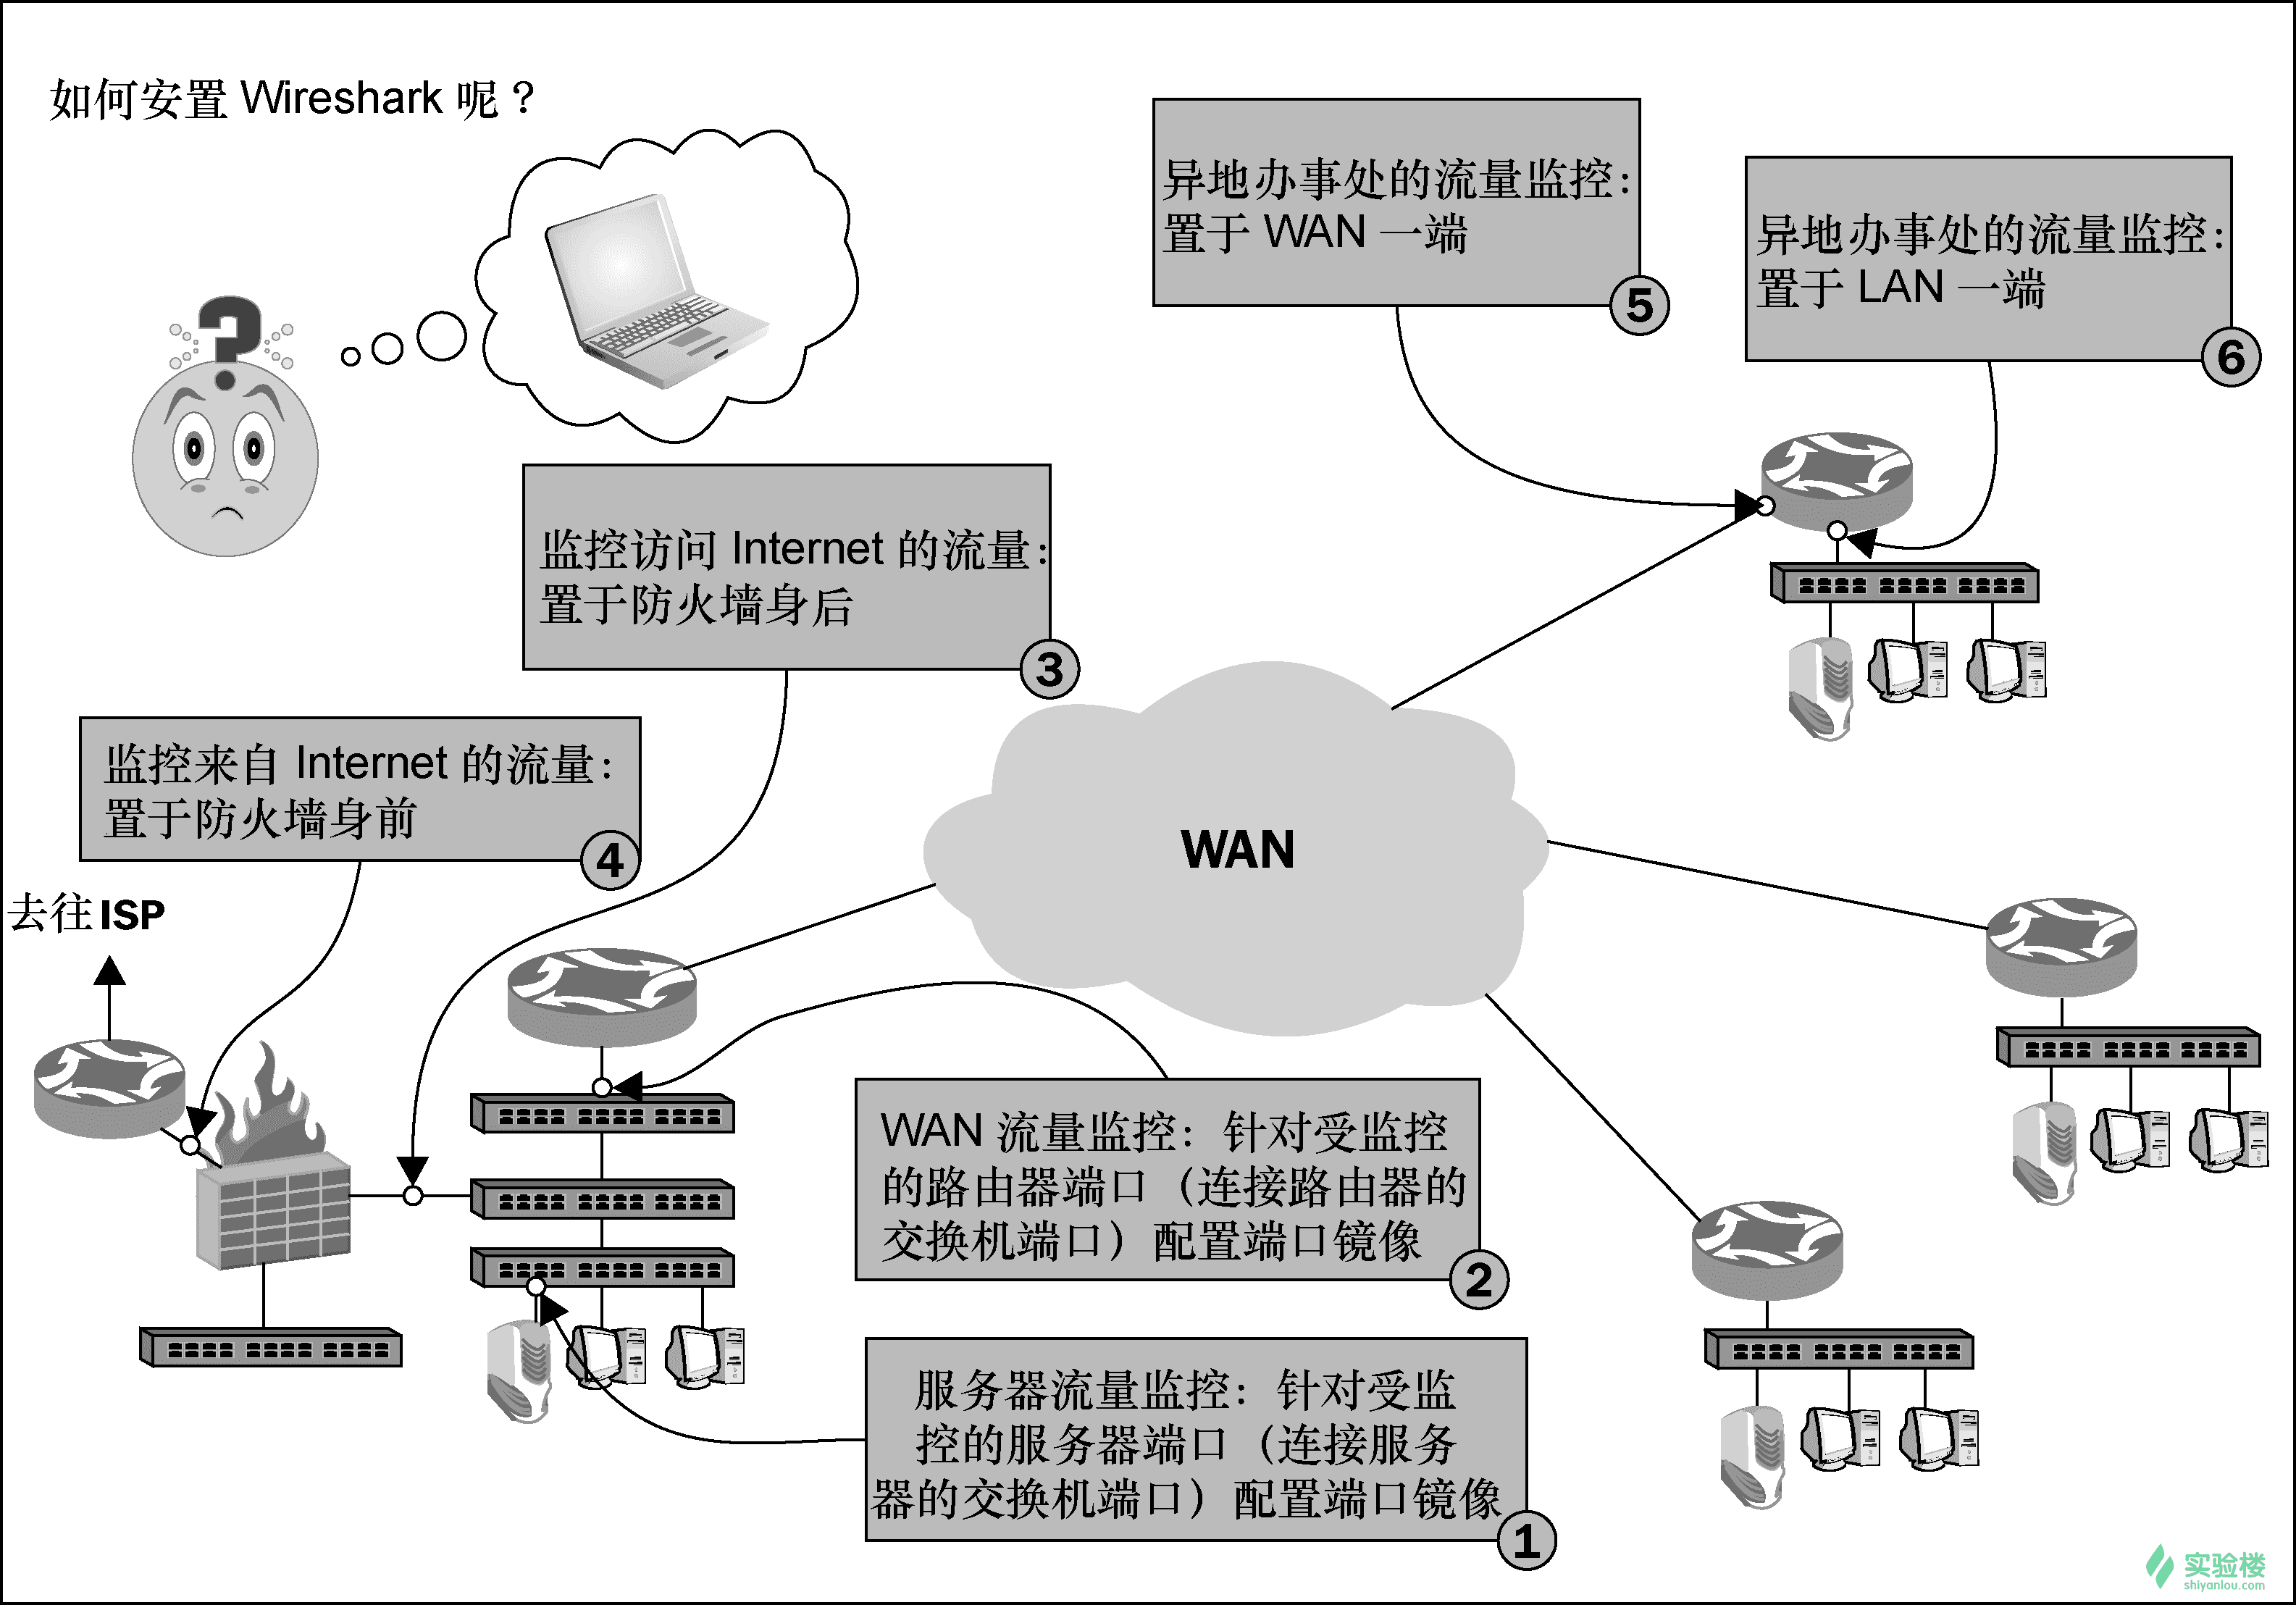 如何安置 Wireshark 呢？
异地办事处的流量监控：
置于 WAN 一端
5
异地办事处的流量监控：
置于 LAN 一端
6
监控访问 Internet 的流量：
置于防火墙身后
3
监控来自 Internet 的流量：
置于防火墙身前
4
去往ISP
WAN
WAN 流量监控：针对受监控
的路由器端口（连接路由器的
交换机端口）配置端口镜像
2
服务器流量监控：针对受监
控的服务器端口（连接服务
器的交换机端口）配置端口镜像
1
实验楼
shiyanlou.com